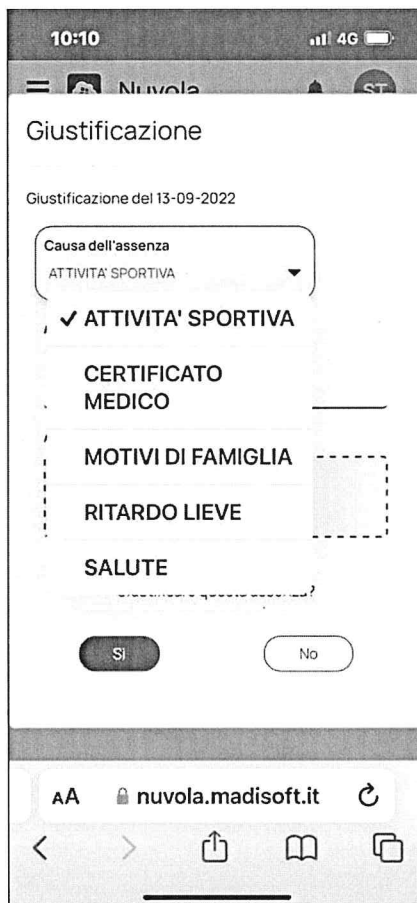 10:10
4G
Nuvola
ST
Giustificazione
Giustificazione del 13-09-2022
Causa dell'assenza
ATTIVITA' SPORTIVA
✓ ATTIVITA' SPORTIVA
CERTIFICATO
MEDICO
MOTIVI DI FAMIGLIA
RITARDO LIEVE
SALUTE
Si
No
AA
nuvola.madisoft.it